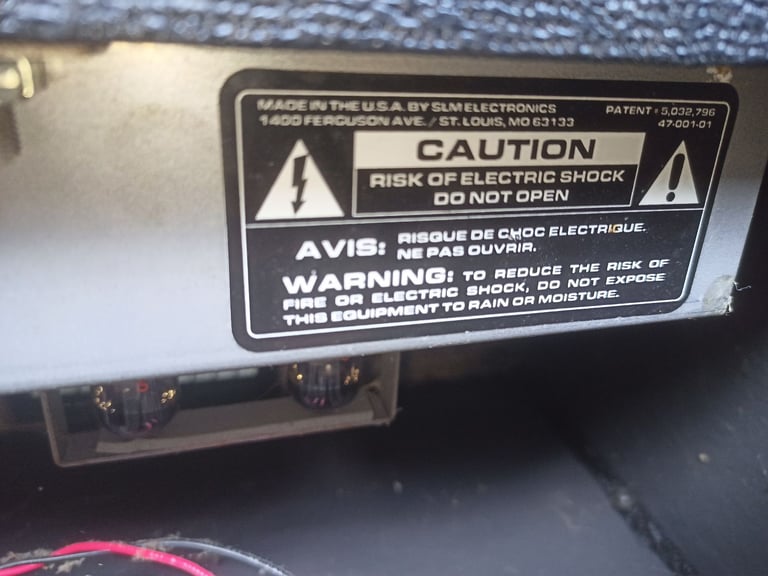 MADE IN THE U.S.A. BY SLM ELECTRONICS
1400 FERGUSON AVE. / ST. LOUIS, MO 63133
PATENT # 5,032,796
47-001-01
CAUTION
RISK OF ELECTRIC SHOCK
DO NOT OPEN
AVIS: RISQUE DE CHOC ELECTRIQUE.
NE PAS OUVRIR.
WARNING: TO REDUCE THE RISK OF
FIRE OR ELECTRIC SHOCK, DO NOT EXPOSE
THIS EQUIPMENT TO RAIN OR MOISTURE.